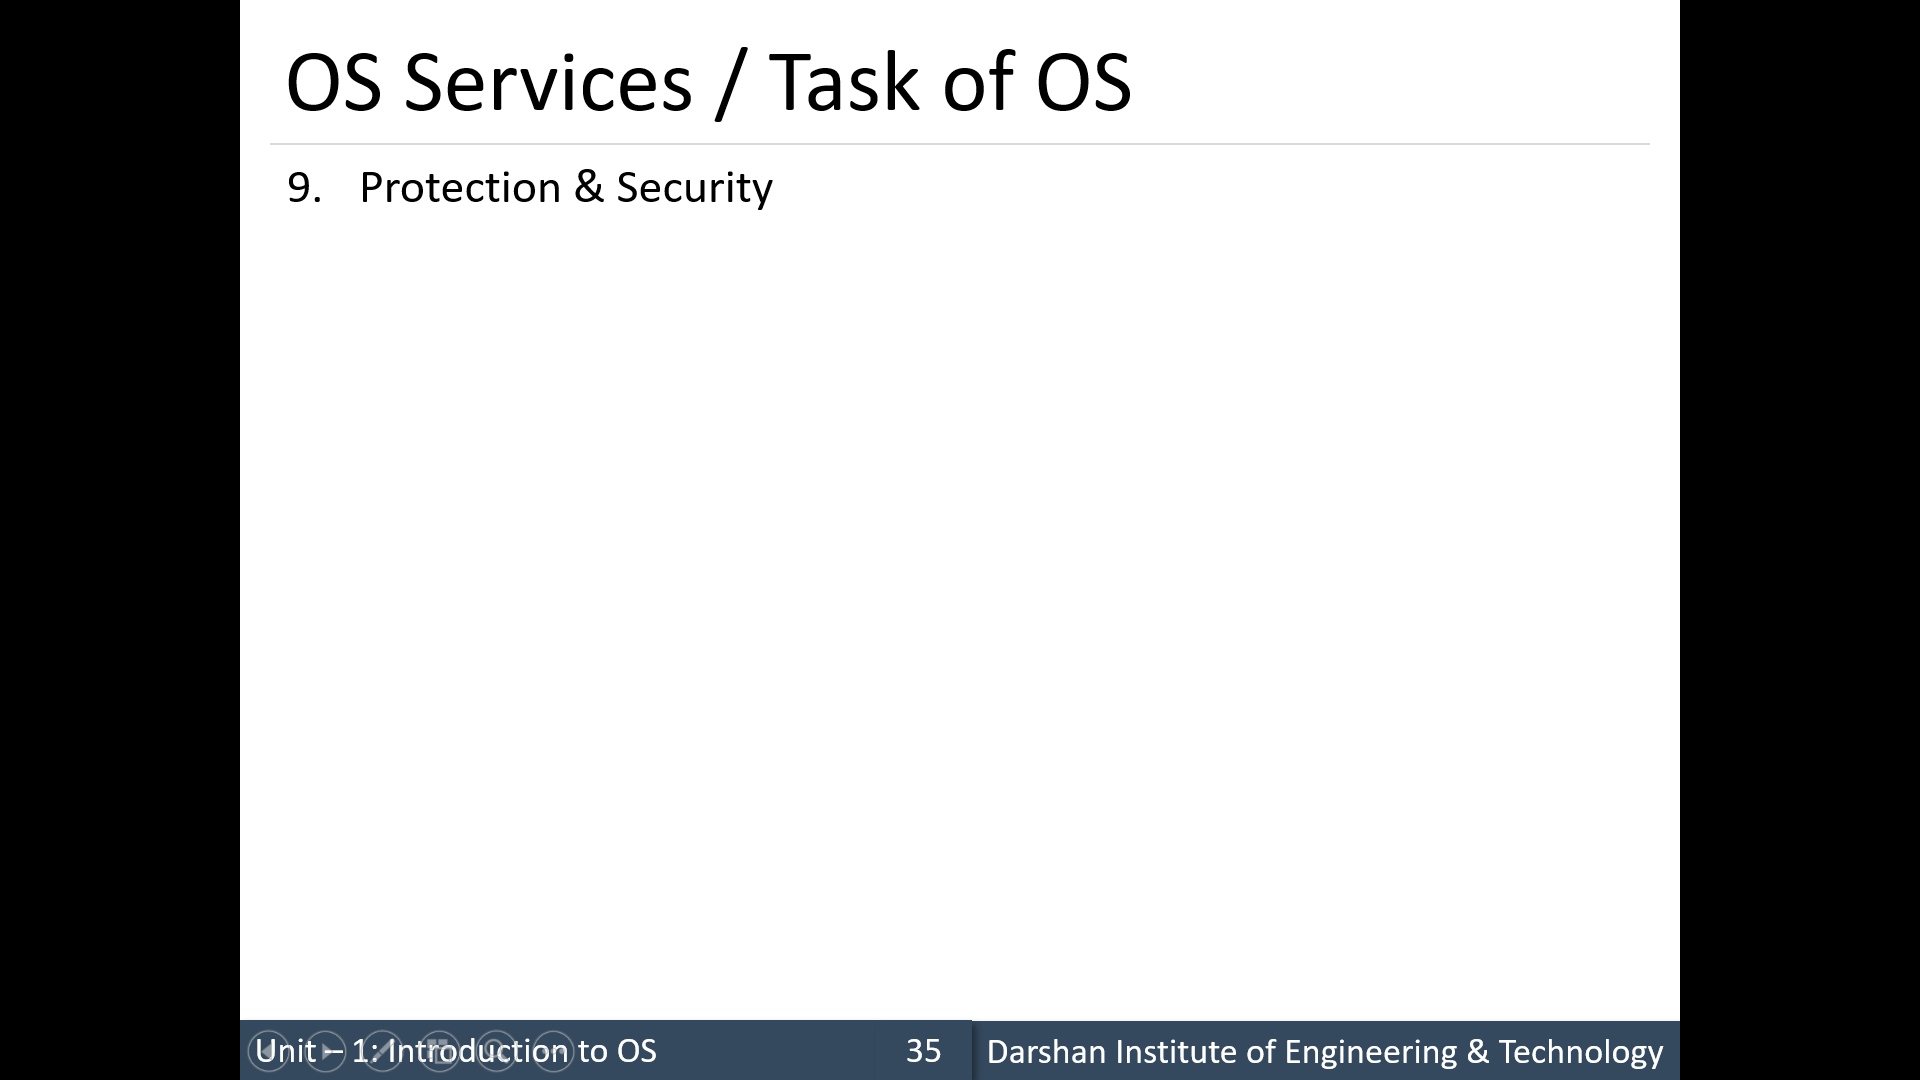 OS Services / Task of OS
9. Protection & Security
Unit – 1: Introduction to OS
35
Darshan Institute of Engineering & Technology